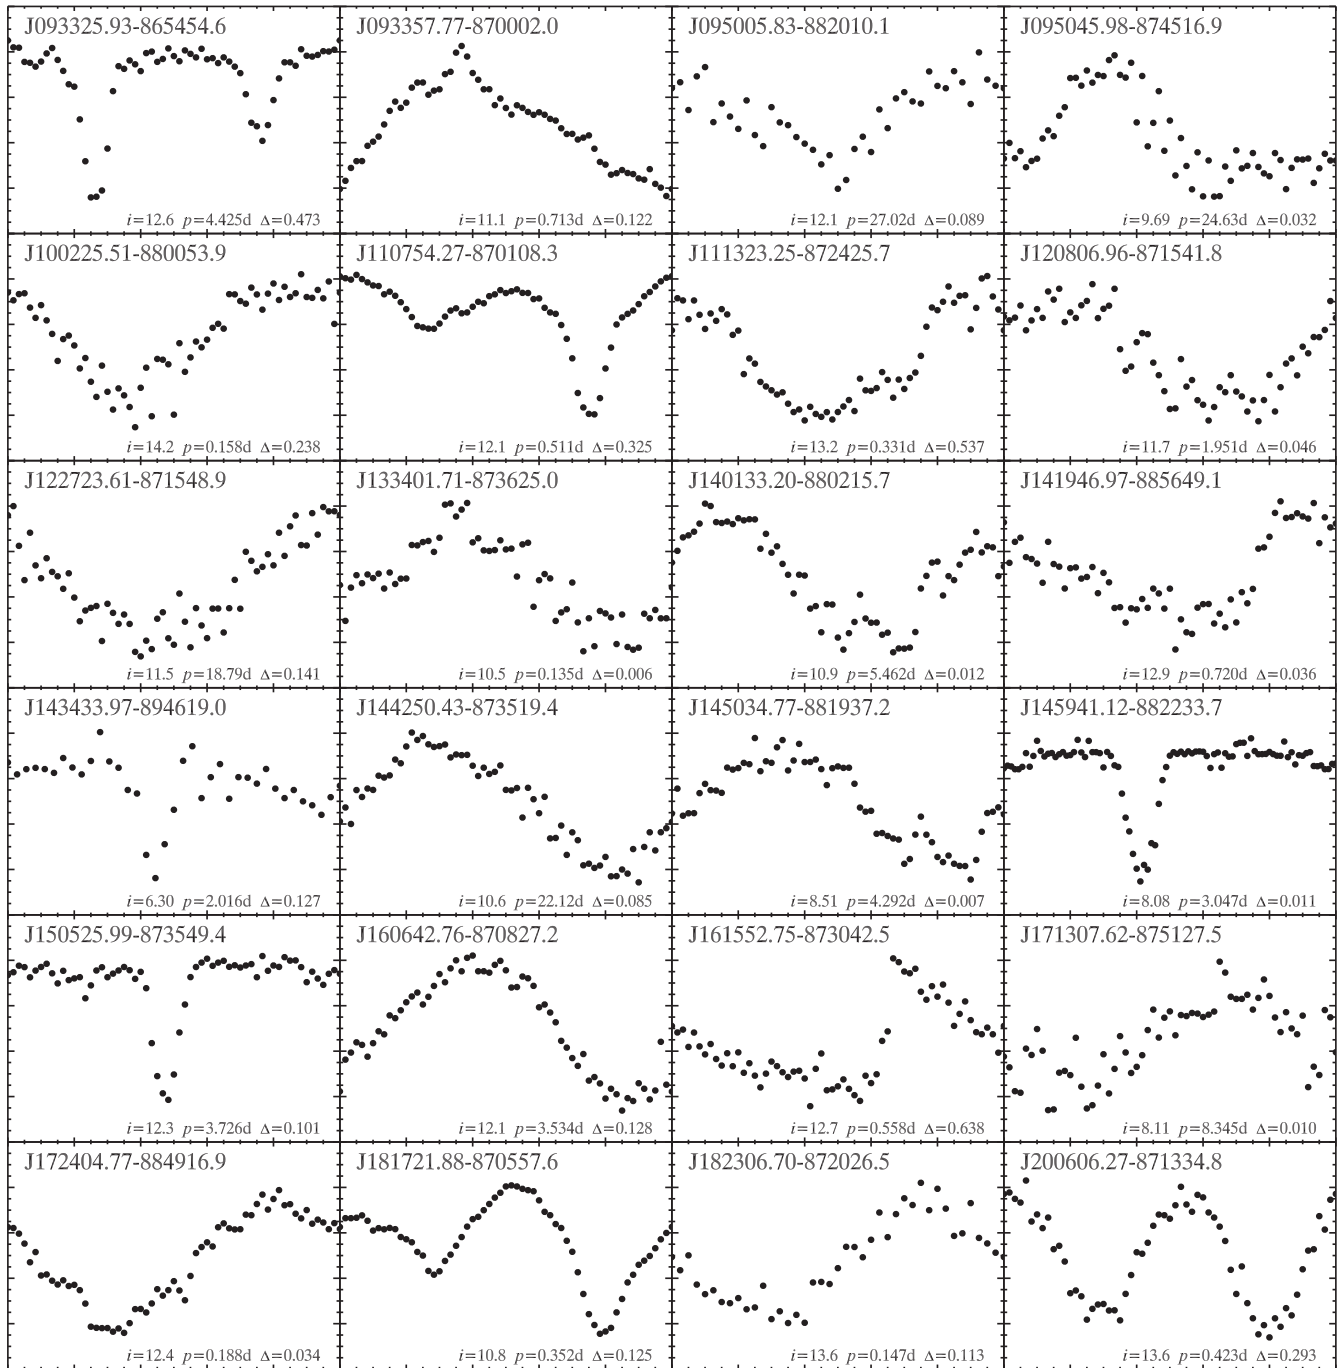 J093325.93-865454.6
i=12.6 p=4.425d Δ=0.473
J093357.77-870002.0
i=11.1 p=0.713d Δ=0.122
J095005.83-882010.1
i=12.1 p=27.02d Δ=0.089
J095045.98-874516.9
i=9.69 p=24.63d Δ=0.032
J100225.51-880053.9
i=14.2 p=0.158d Δ=0.238
J110754.27-870108.3
i=12.1 p=0.511d Δ=0.325
J111323.25-872425.7
i=13.2 p=0.331d Δ=0.537
J120806.96-871541.8
i=11.7 p=1.951d Δ=0.046
J122723.61-871548.9
i=11.5 p=18.79d Δ=0.141
J133401.71-873625.0
i=10.5 p=0.135d Δ=0.006
J140133.20-880215.7
i=10.9 p=5.462d Δ=0.012
J141946.97-885649.1
i=12.9 p=0.720d Δ=0.036
J143433.97-894619.0
i=6.30 p=2.016d Δ=0.127
J144250.43-873519.4
i=10.6 p=22.12d Δ=0.085
J145034.77-881937.2
i=8.51 p=4.292d Δ=0.007
J145941.12-882233.7
i=8.08 p=3.047d Δ=0.011
J150525.99-873549.4
i=12.3 p=3.726d Δ=0.101
J160642.76-870827.2
i=12.1 p=3.534d Δ=0.128
J161552.75-873042.5
i=12.7 p=0.558d Δ=0.638
J171307.62-875127.5
i=8.11 p=8.345d Δ=0.010
J172404.77-884916.9
i=12.4 p=0.188d Δ=0.034
J181721.88-870557.6
i=10.8 p=0.352d Δ=0.125
J182306.70-872026.5
i=13.6 p=0.147d Δ=0.113
J200606.27-871334.8
i=13.6 p=0.423d Δ=0.293